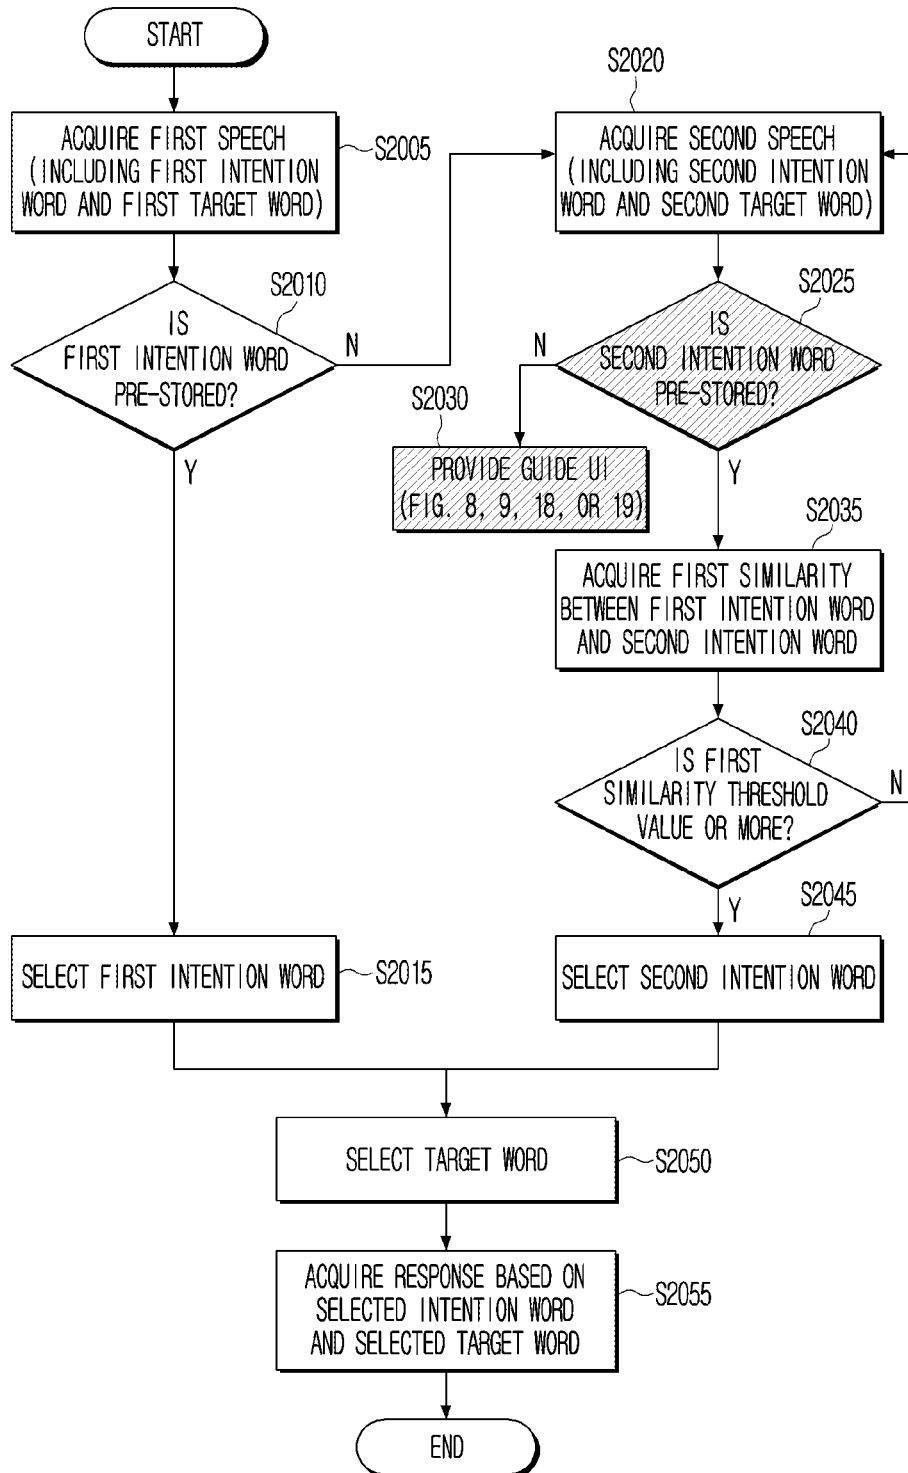 START
ACQUIRE FIRST SPEECH
(INCLUDING FIRST INTENTION
WORD AND FIRST TARGET WORD)
S2005
IS
FIRST INTENTION WORD
PRE-STORED?
S2010
N
Y
S2020
ACQUIRE SECOND SPEECH
(INCLUDING SECOND INTENTION
WORD AND SECOND TARGET WORD)
S2025
IS
SECOND INTENTION WORD
PRE-STORED?
N
Y
S2030
PROVIDE GUIDE UI
(FIG. 8, 9, 18, OR 19)
S2035
ACQUIRE FIRST SIMILARITY
BETWEEN FIRST INTENTION WORD
AND SECOND INTENTION WORD
S2040
IS FIRST
SIMILARITY THRESHOLD
VALUE OR MORE?
N
Y
SELECT FIRST INTENTION WORD
S2015
S2045
SELECT SECOND INTENTION WORD
SELECT TARGET WORD
S2050
ACQUIRE RESPONSE BASED ON
SELECTED INTENTION WORD
AND SELECTED TARGET WORD
S2055
END